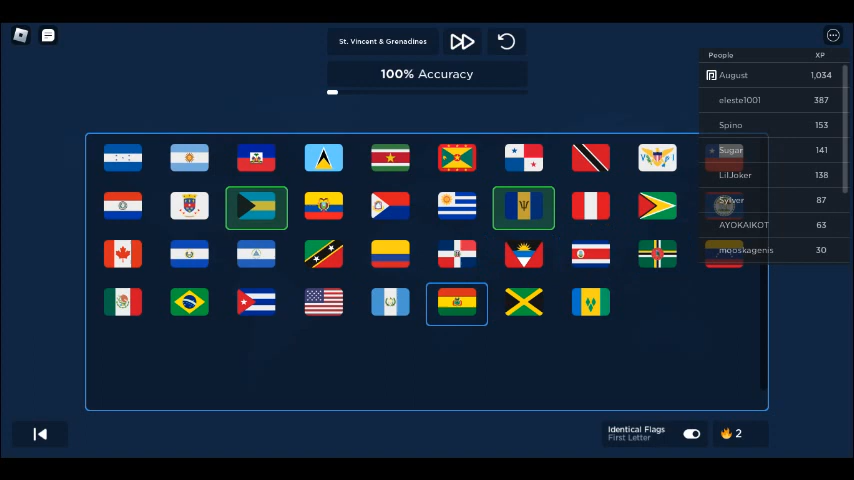 St. Vincent & Grenadines
100% Accuracy
People XP
August 1,034
eleste1001 387
Spino 153
Sugar 141
LilJoker 138
Sylver 87
AYOKAIKOT 63
mooskagenis 30
Identical Flags
First Letter
2